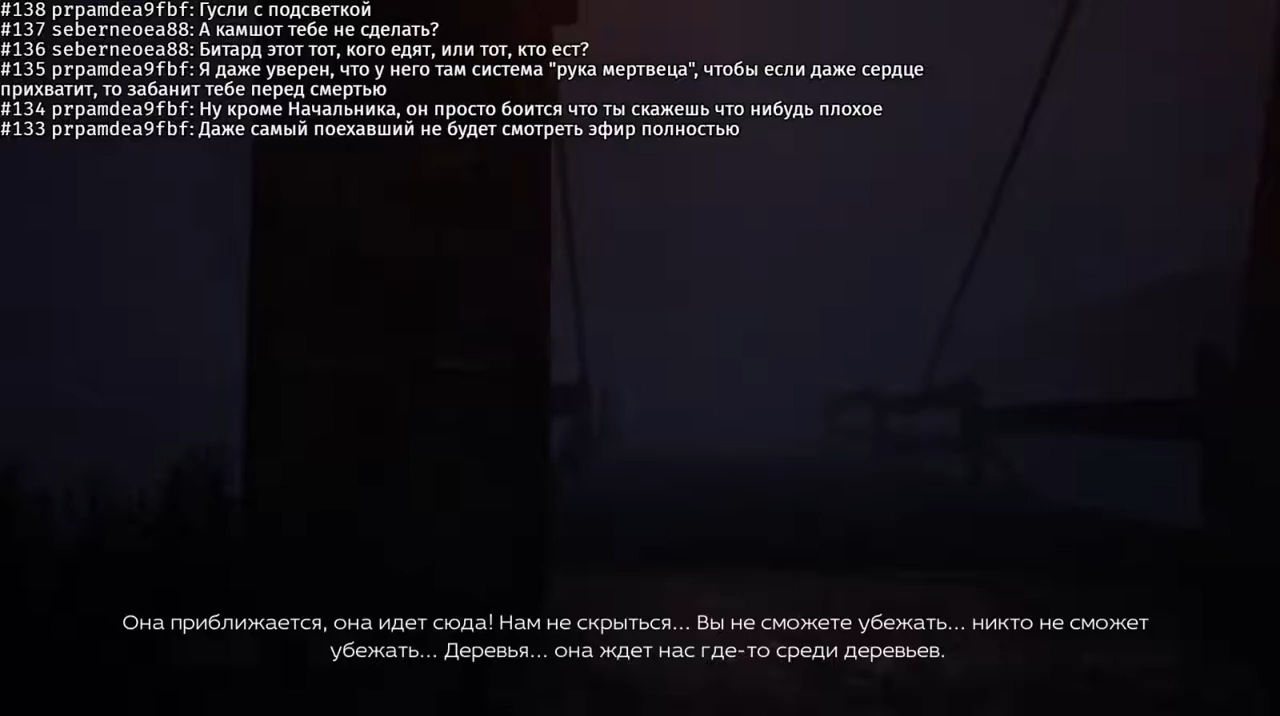 #138 prpamdea9fbf: Гусли с подсветкой
#137 seberneoea88: А камшот тебе не сделать?
#136 seberneoea88: Битард этот тот, кого едят, или тот, кто ест?
#135 prpamdea9fbf: Я даже уверен, что у него там система "рука мертвеца", чтобы если даже сердце
прихватит, то забанит тебе перед смертью
#134 prpamdea9fbf: Ну кроме Начальника, он просто боится что ты скажешь что нибудь плохое
#133 prpamdea9fbf: Даже самый поехавший не будет смотреть эфир полностью
Она приближается, она идет сюда! Нам не скрыться... Вы не сможете убежать... никто не сможет
убежать... Деревья... она ждет нас где-то среди деревьев.